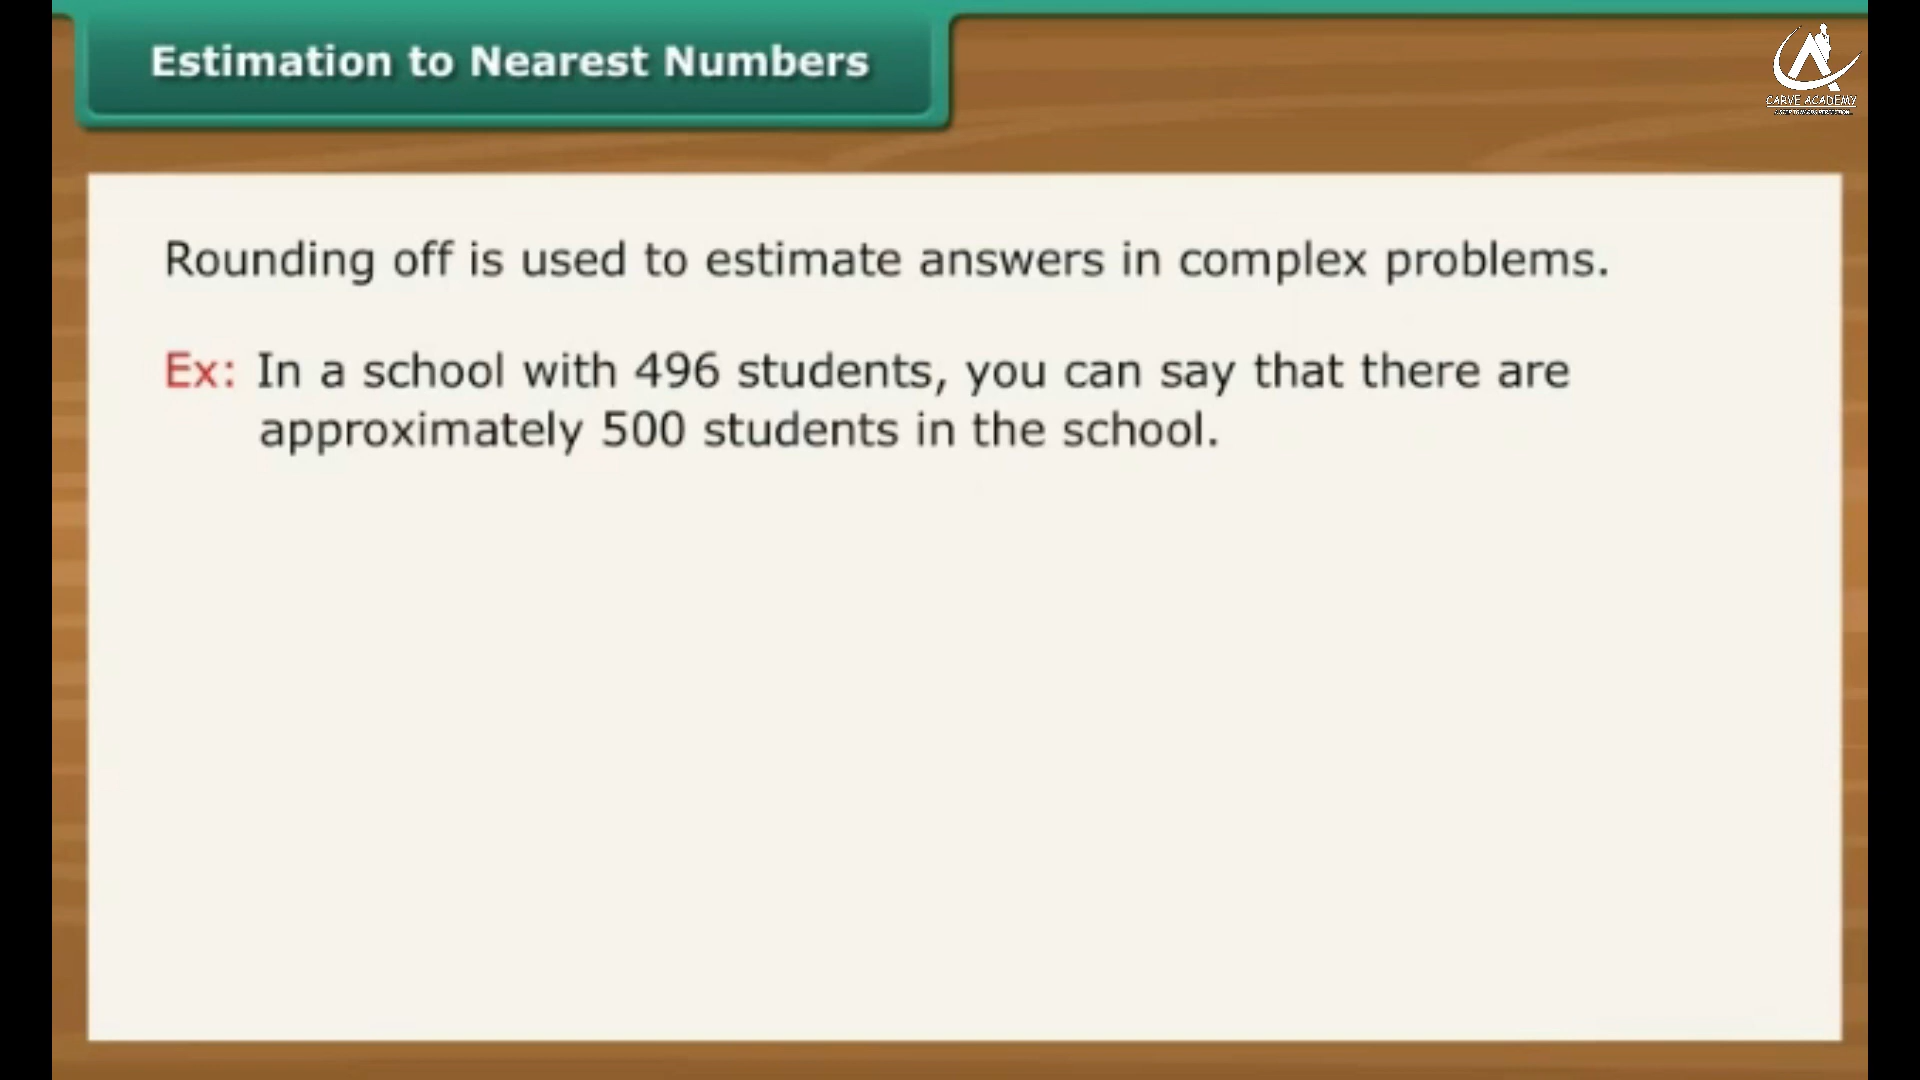 Estimation to Nearest Numbers
CARVE ACADEMY
Rounding off is used to estimate answers in complex problems.
Ex: In a school with 496 students, you can say that there are
approximately 500 students in the school.